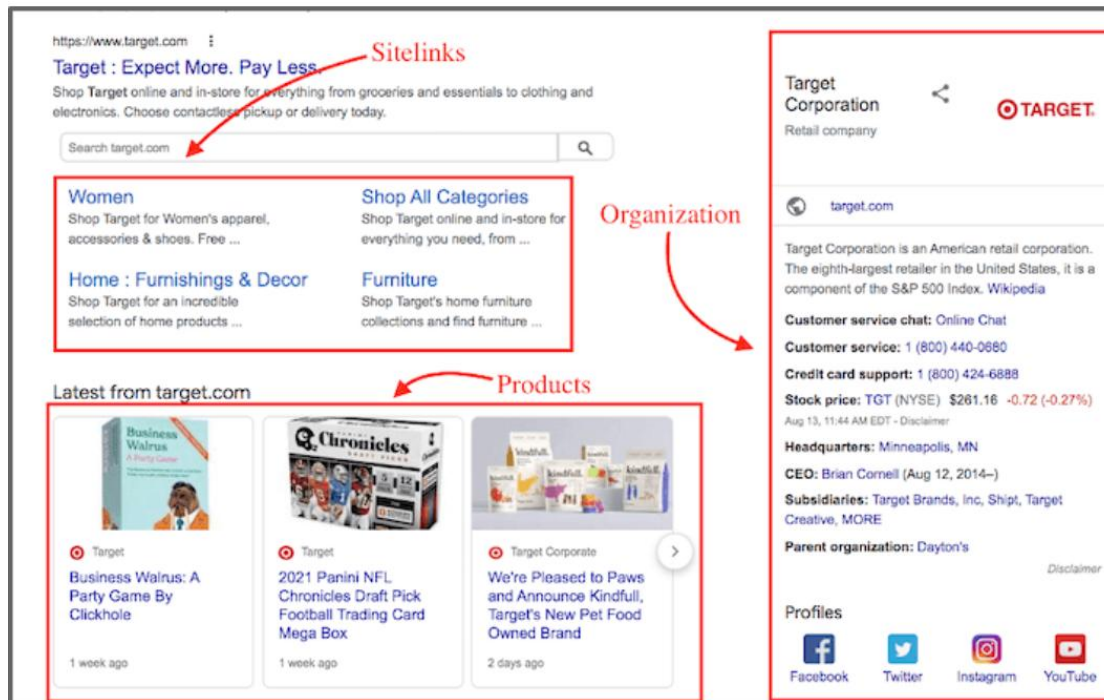 https://www.target.com
Target : Expect More. Pay Less.
Sitelinks
Shop Target online and in-store for everything from groceries and essentials to clothing and
electronics. Choose contactless pickup or delivery today.
Search target.com
Women
Shop Target for Women's apparel,
accessories & shoes. Free ...
Shop All Categories
Shop Target online and in-store for
everything you need, from ...
Home : Furnishings & Decor
Shop Target for an incredible
selection of home products ...
Furniture
Shop Target's home furniture
collections and find furniture ...
Organization
Latest from target.com
Products
Business
Walrus
A Party Game
Target
Business Walrus: A
Party Game By
Clickhole
1 week ago
Chronicles
DRAFT PICKS
5
12
Target
2021 Panini NFL
Chronicles Draft Pick
Football Trading Card
Mega Box
1 week ago
kindfull
kindfull
kindfull
Target Corporate
We're Pleased to Paws
and Announce Kindfull,
Target's New Pet Food
Owned Brand
2 days ago
Target
Corporation
Retail company
TARGET
target.com
Target Corporation is an American retail corporation.
The eighth-largest retailer in the United States, it is a
component of the S&P 500 Index. Wikipedia
Customer service chat: Online Chat
Customer service: 1 (800) 440-0680
Credit card support: 1 (800) 424-6888
Stock price: TGT (NYSE) $261.16 -0.72 (-0.27%)
Aug 13, 11:44 AM EDT - Disclaimer
Headquarters: Minneapolis, MN
CEO: Brian Cornell (Aug 12, 2014–)
Subsidiaries: Target Brands, Inc, Shipt, Target
Creative, MORE
Parent organization: Dayton's
Disclaimer
Profiles
Facebook
Twitter
Instagram
YouTube